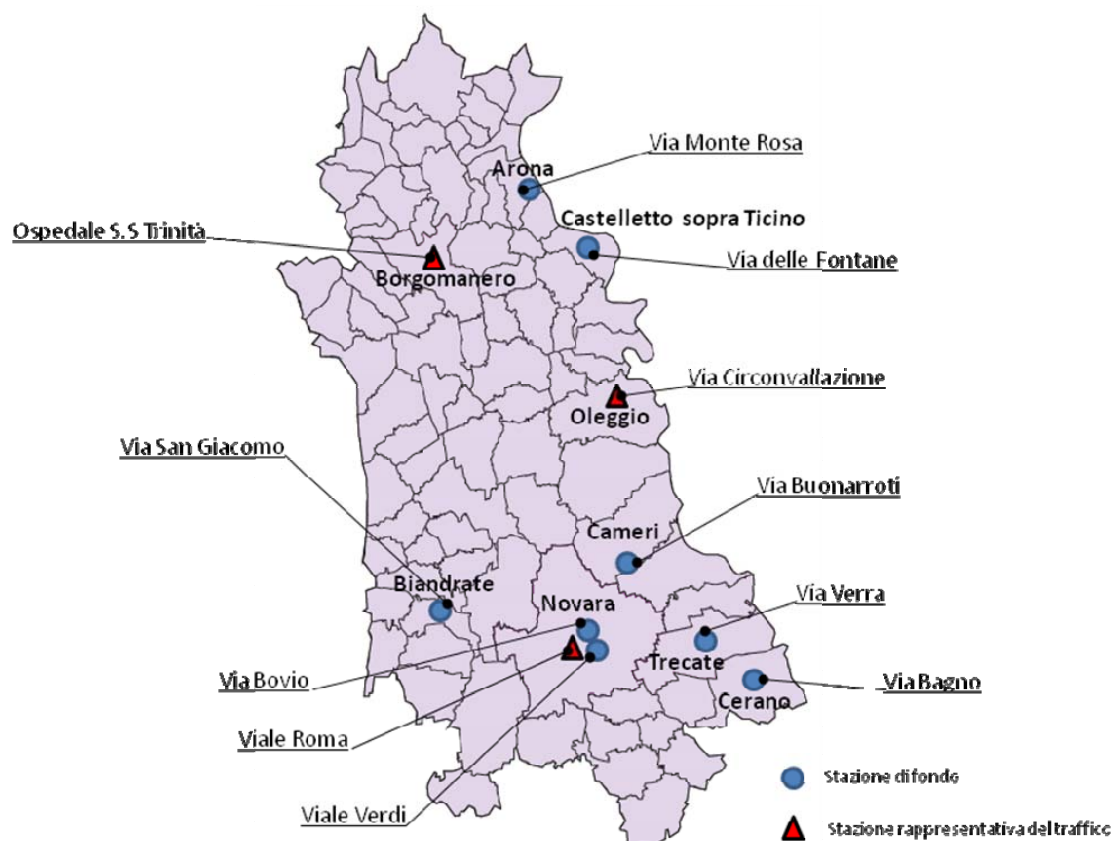 Via Monte Rosa
Arona
Castelletto sopra Ticino
Ospedale S.S Trinità
Via delle Fontane
Borgomanero
Via Circonvallazione
Oleggio
Via San Giacomo
Via Buonarroti
Cameri
Biandrate
Novara
Via Verra
Trecate
Via Bovio
Cerano
Via Bagno
Viale Roma
Stazione di fondo
Viale Verdi
Stazione rappresentativa del traffico